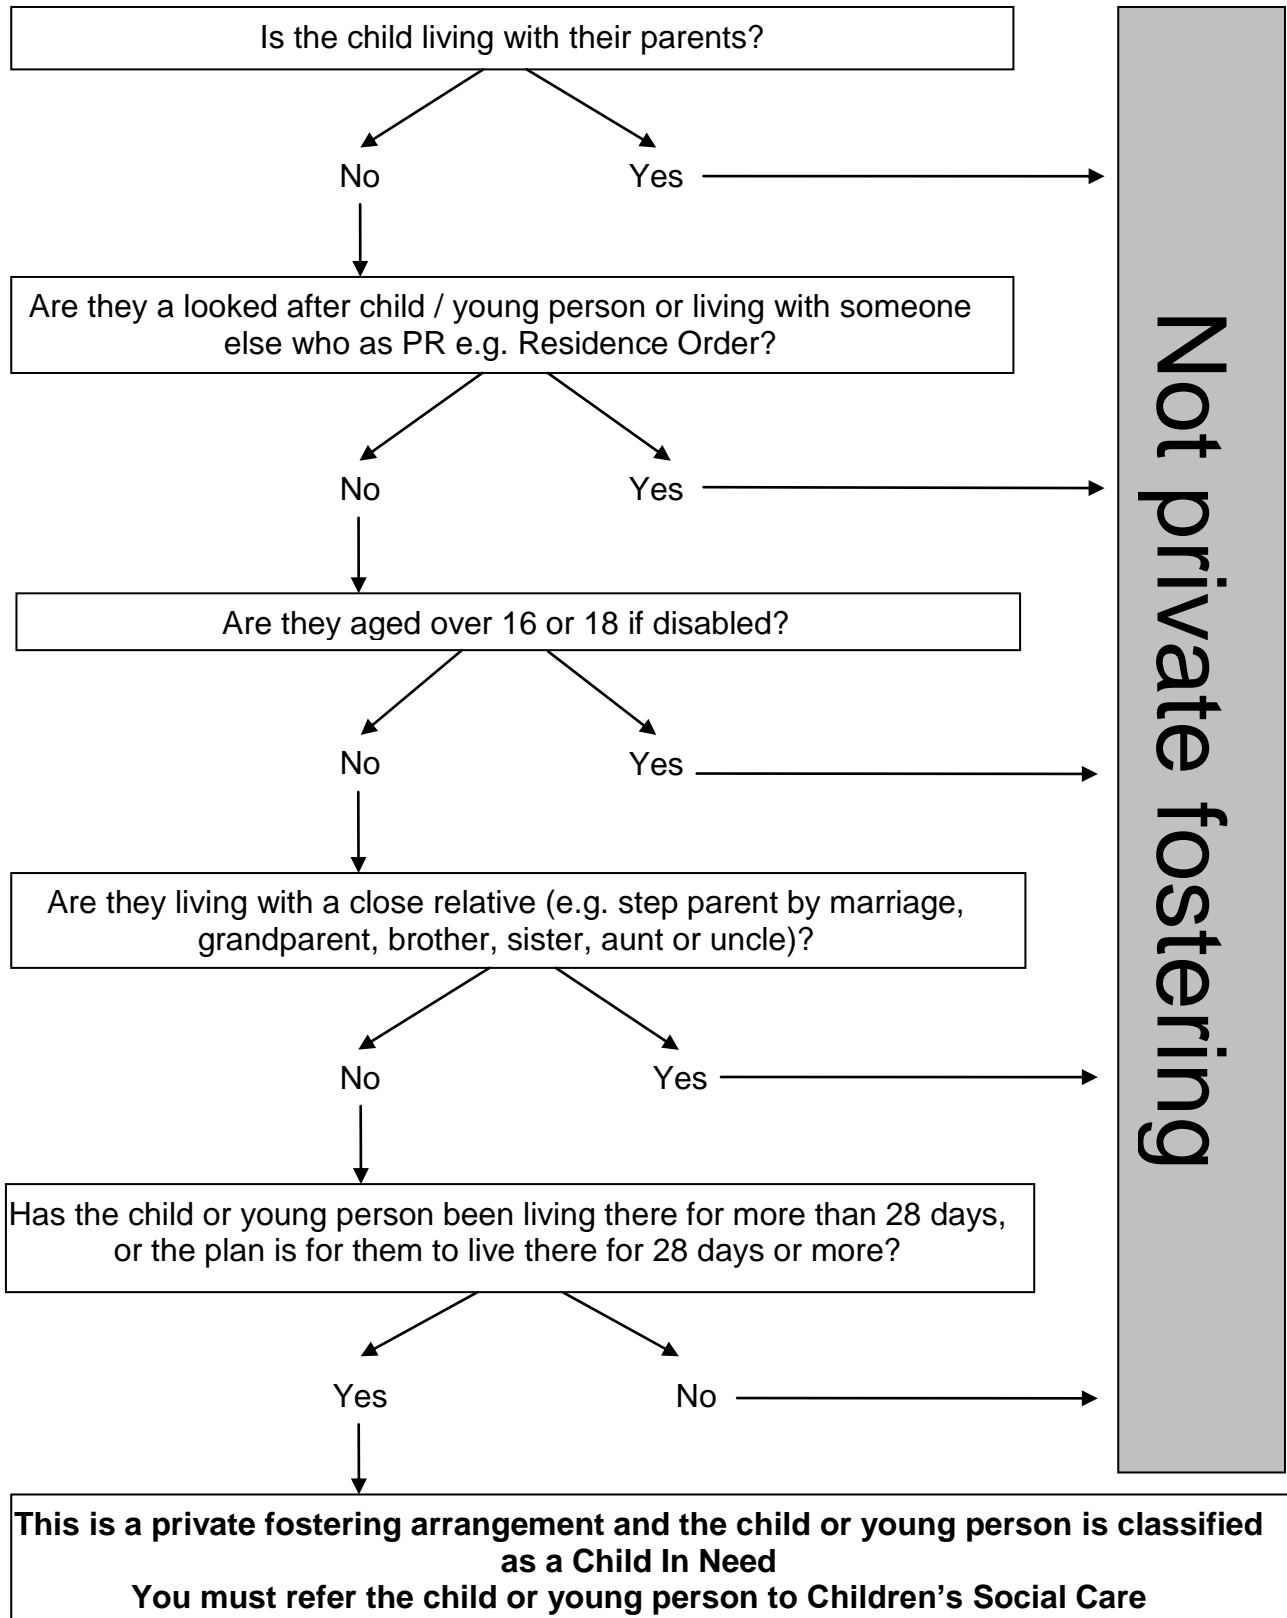 Is the child living with their parents?
No
Yes
Are they a looked after child / young person or living with someone
else who as PR e.g. Residence Order?
No
Yes
Are they aged over 16 or 18 if disabled?
No
Yes
Are they living with a close relative (e.g. step parent by marriage,
grandparent, brother, sister, aunt or uncle)?
No
Yes
Has the child or young person been living there for more than 28 days,
or the plan is for them to live there for 28 days or more?
Yes
No
Not private fostering
This is a private fostering arrangement and the child or young person is classified
as a Child In Need
You must refer the child or young person to Children's Social Care